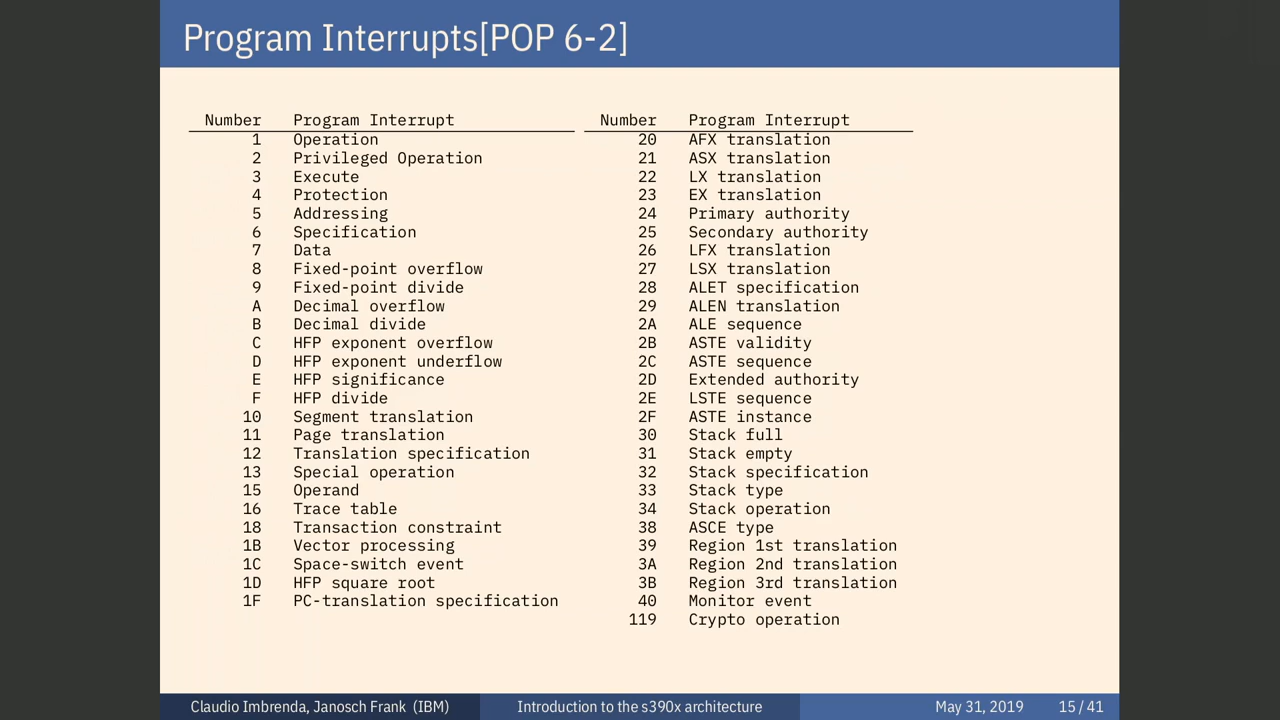 Program Interrupts[POP 6-2]
Number Program Interrupt
1 Operation
2 Privileged Operation
3 Execute
4 Protection
5 Addressing
6 Specification
7 Data
8 Fixed-point overflow
9 Fixed-point divide
A Decimal overflow
B Decimal divide
C HFP exponent overflow
D HFP exponent underflow
E HFP significance
F HFP divide
10 Segment translation
11 Page translation
12 Translation specification
13 Special operation
15 Operand
16 Trace table
18 Transaction constraint
1B Vector processing
1C Space-switch event
1D HFP square root
1F PC-translation specification
Number Program Interrupt
20 AFX translation
21 ASX translation
22 LX translation
23 EX translation
24 Primary authority
25 Secondary authority
26 LFX translation
27 LSX translation
28 ALET specification
29 ALEN translation
2A ALE sequence
2B ASTE validity
2C ASTE sequence
2D Extended authority
2E LSTE sequence
2F ASTE instance
30 Stack full
31 Stack empty
32 Stack specification
33 Stack type
34 Stack operation
38 ASCE type
39 Region 1st translation
3A Region 2nd translation
3B Region 3rd translation
40 Monitor event
119 Crypto operation
Claudio Imbrenda, Janosch Frank (IBM) Introduction to the s390x architecture May 31, 2019 15 / 41